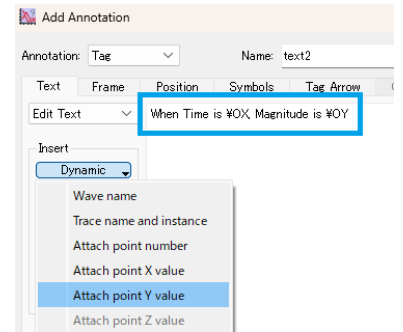 Add Annotation
Annotation: Tag Name: text2
Text Frame Position Symbols Tag Arrow
Edit Text When Time is ¥OX, Magnitude is ¥OY
Insert
Dynamic
Wave name
Trace name and instance
Attach point number
Attach point X value
Attach point Y value
Attach point Z value